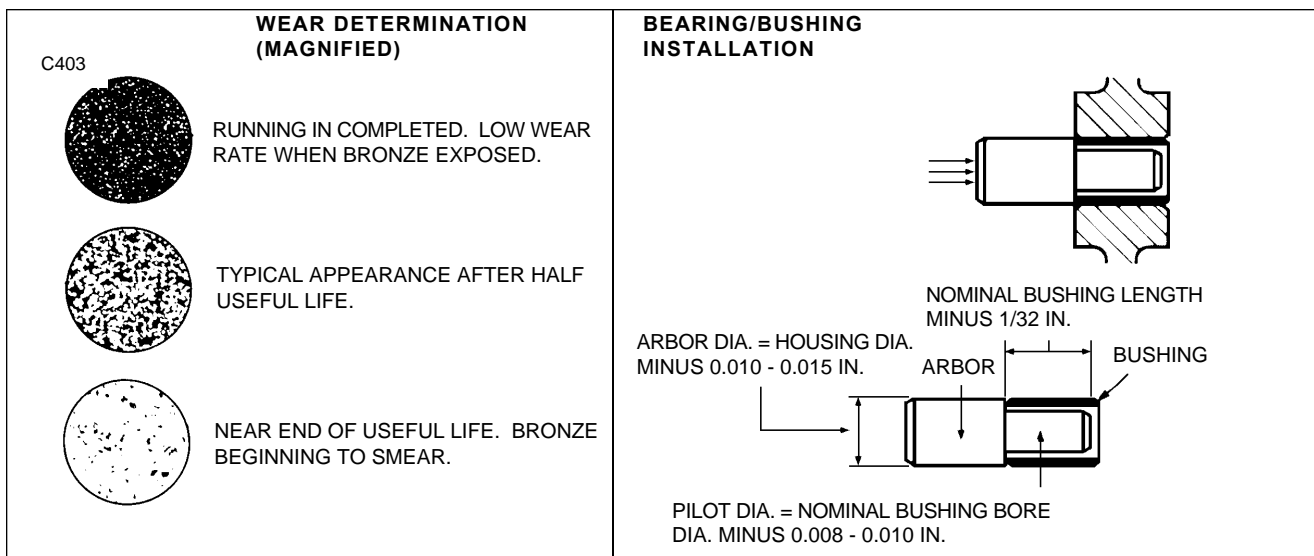 WEAR DETERMINATION
(MAGNIFIED)
C403
RUNNING IN COMPLETED. LOW WEAR
RATE WHEN BRONZE EXPOSED.
TYPICAL APPEARANCE AFTER HALF
USEFUL LIFE.
NEAR END OF USEFUL LIFE. BRONZE
BEGINNING TO SMEAR.
BEARING/BUSHING
INSTALLATION
NOMINAL BUSHING LENGTH
MINUS 1/32 IN.
ARBOR DIA. = HOUSING DIA.
MINUS 0.010 - 0.015 IN.
ARBOR
BUSHING
PILOT DIA. = NOMINAL BUSHING BORE
DIA. MINUS 0.008 - 0.010 IN.